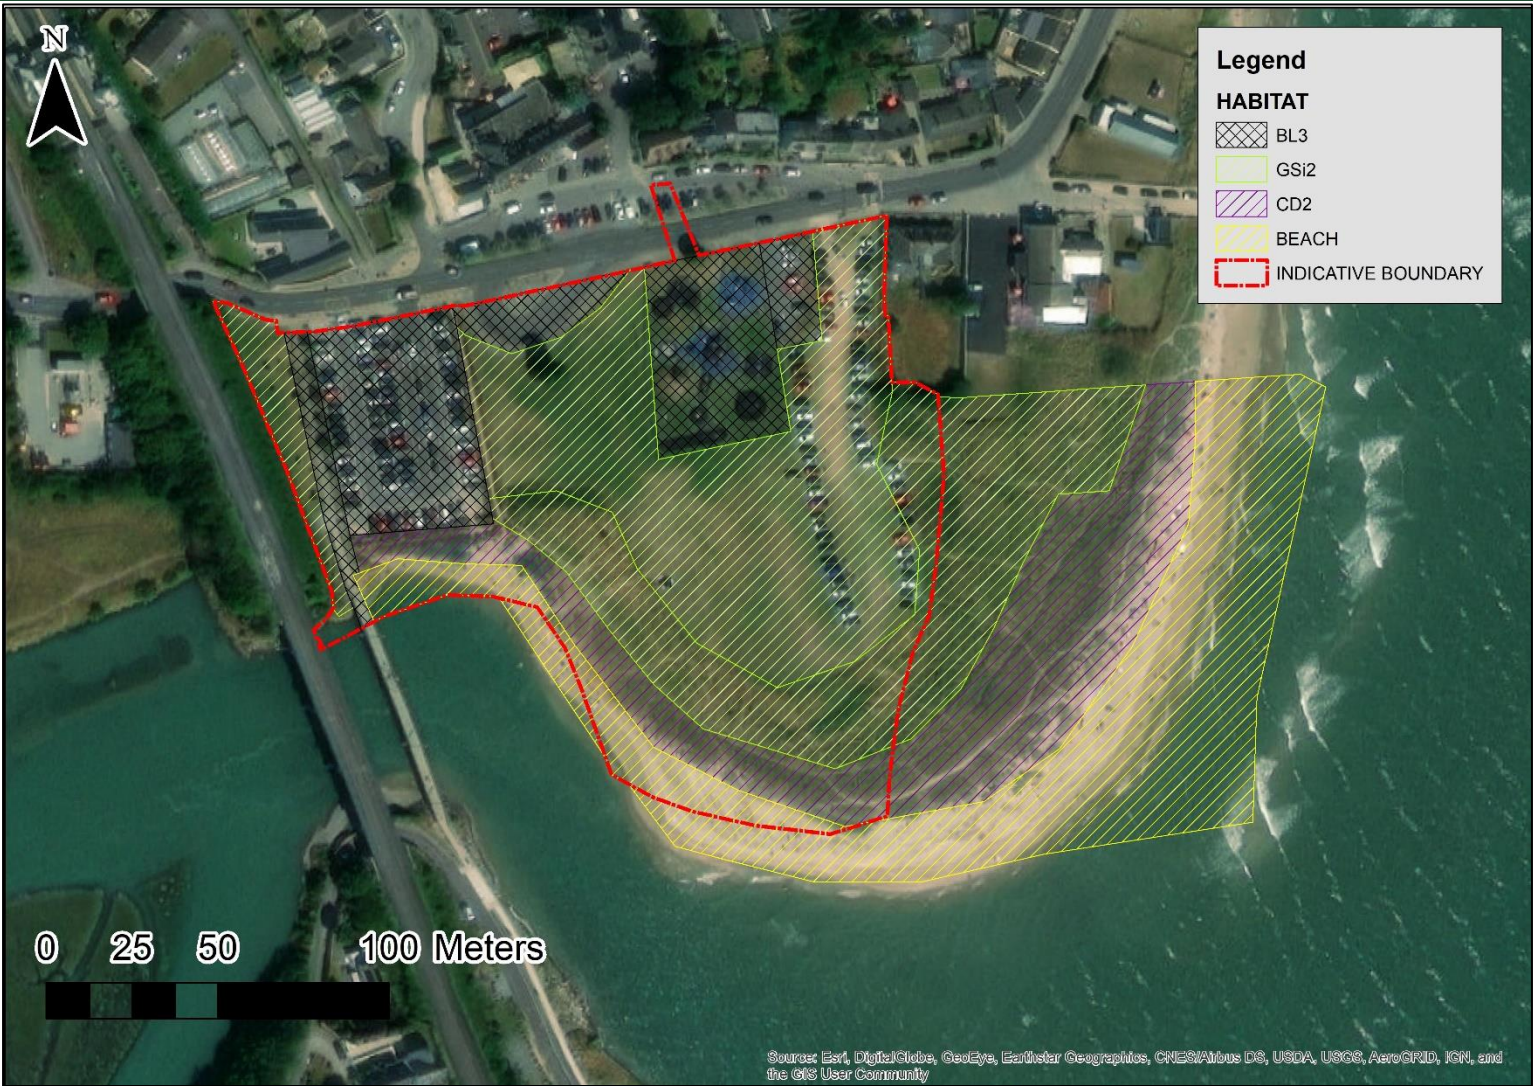 N
Legend
HABITAT
BL3
GSi2
CD2
BEACH
INDICATIVE BOUNDARY
0 25 50 100 Meters
Source: Esri, DigitalGlobe, GeoEye, Earthstar Geographics, CNES/Airbus DS, USDA, USGS, AeroGRID, IGN, and
the GIS User Community